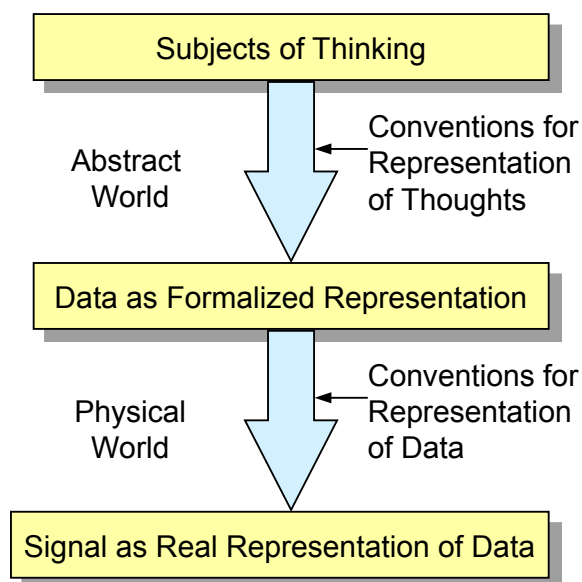 Subjects of Thinking
Abstract
World
Conventions for
Representation
of Thoughts
Data as Formalized Representation
Physical
World
Conventions for
Representation
of Data
Signal as Real Representation of Data